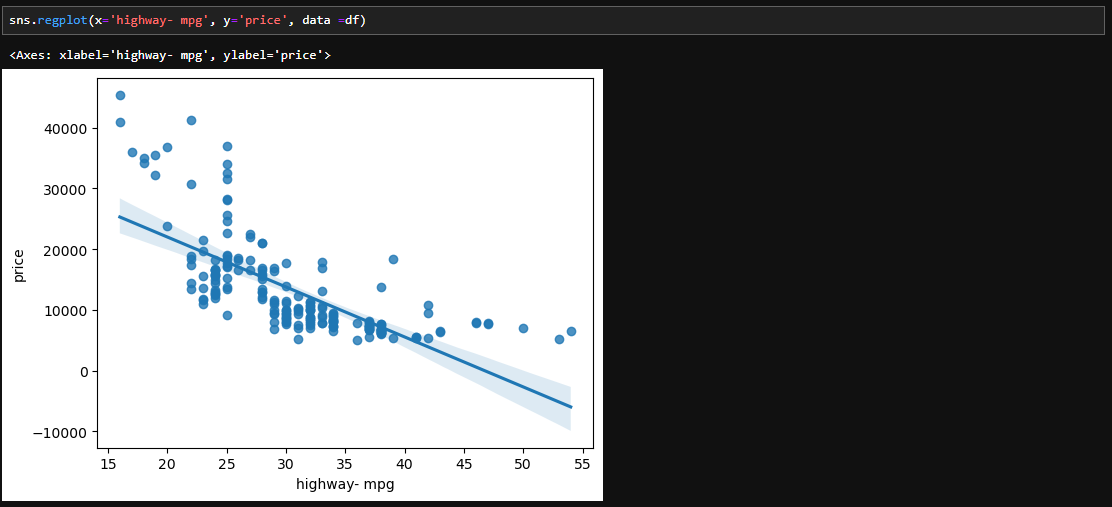 sns.regplot(x='highway- mpg', y='price', data =df)
<Axes: xlabel='highway- mpg', ylabel='price'>
40000
30000
20000
10000
0
−10000
price
15 20 25 30 35 40 45 50 55
highway- mpg